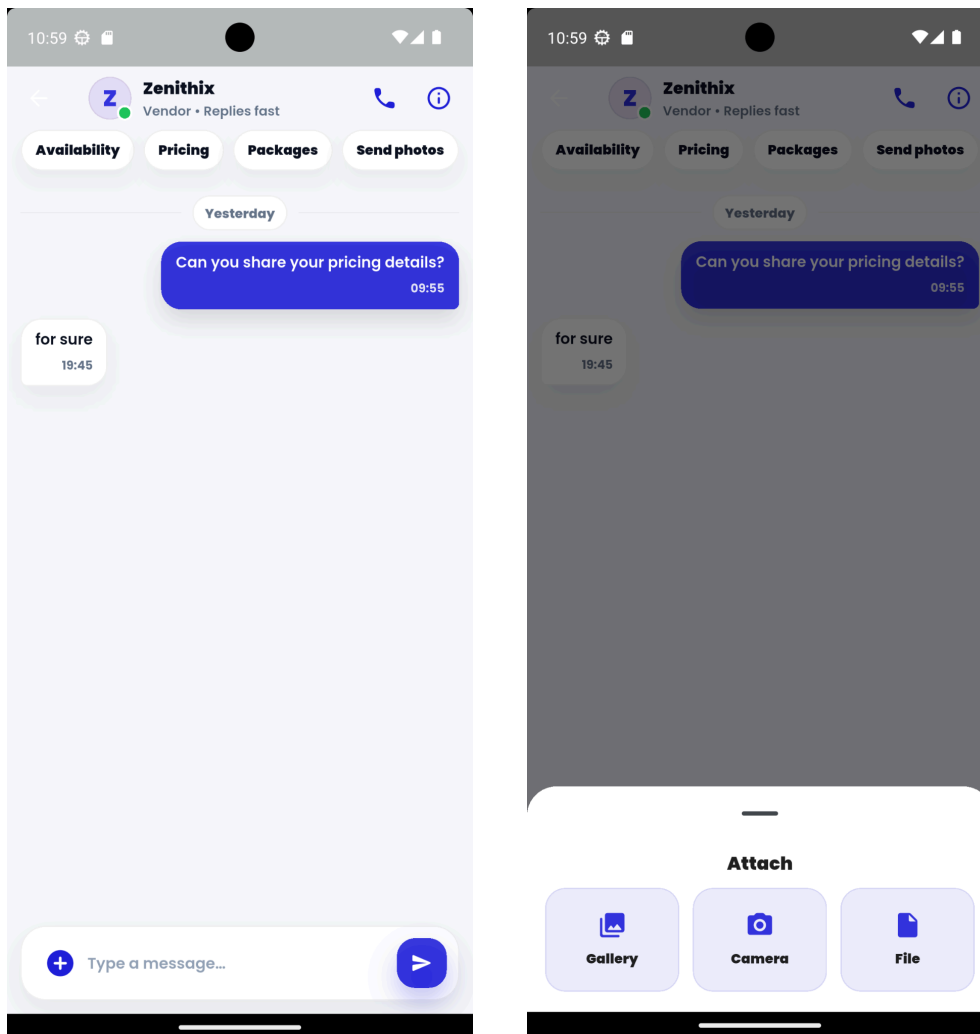 10:59
Z
Zenithix
Vendor • Replies fast
Availability
Pricing
Packages
Send photos
Yesterday
Can you share your pricing details?
09:55
for sure
19:45
Type a message...
10:59
Z
Zenithix
Vendor • Replies fast
Availability
Pricing
Packages
Send photos
Yesterday
Can you share your pricing details?
09:55
for sure
19:45
Attach
Gallery
Camera
File